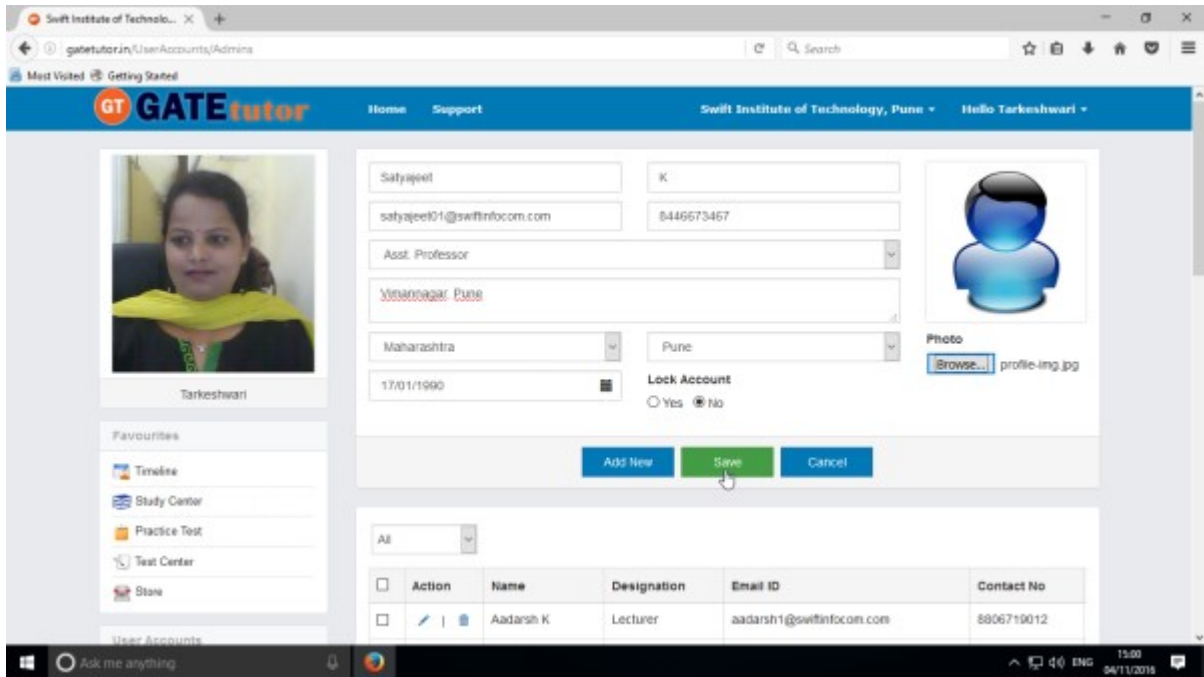 Swift Institute of Technolo...
gatetutor.in/UserAccounts/Admins
Search
Most Visited Getting Started
GT GATEtutor Home Support Swift Institute of Technology, Pune Hello Tarkeshwari
Satyajeet K
satyajeet01@swiftinfocom.com 8446673467
Asst. Professor
Vimannagar, Pune
Maharashtra Pune
Photo
Browse... profile-img.jpg
17/01/1990 Lock Account
Yes No
Tarkeshwari
Favourites
Add New Save Cancel
Timeline
Study Center
Practice Test
Test Center
Store
User Accounts
All
Action Name Designation Email ID Contact No
Aadarsh K Lecturer aadarsh1@swiftinfocom.com 8806719012
Ask me anything
ENG 15:00
04/11/2016